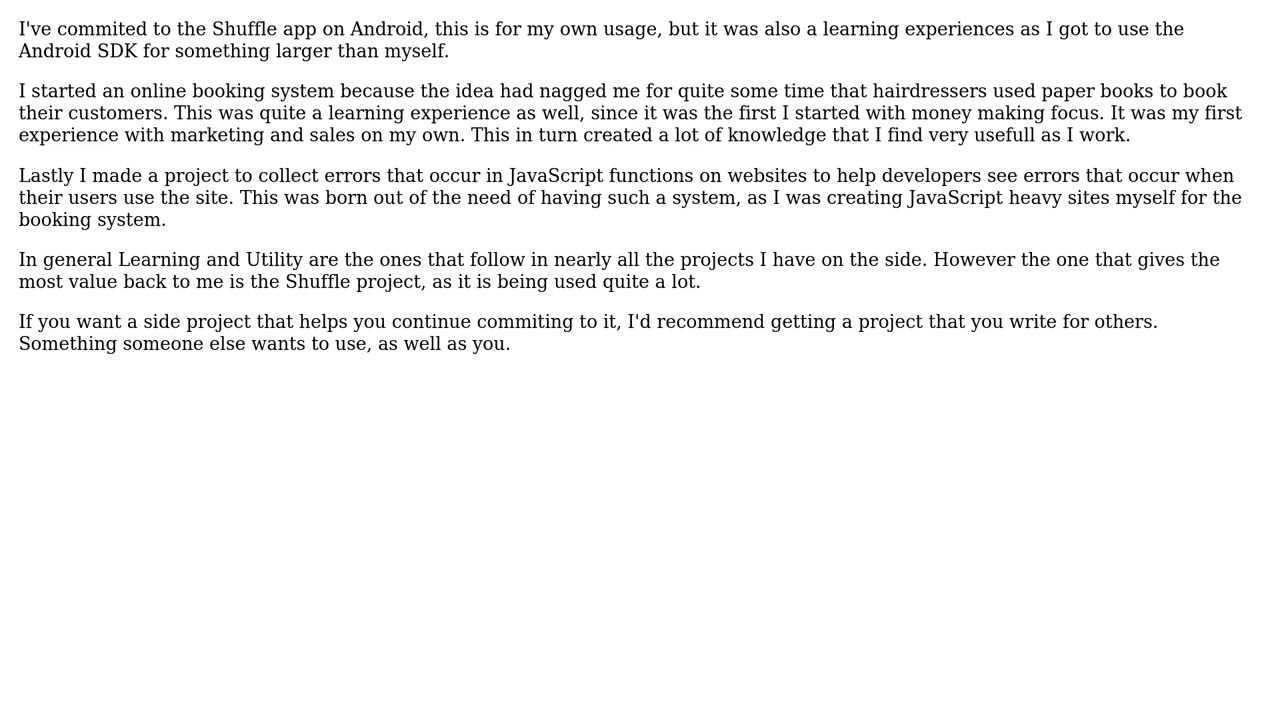 I've commited to the Shuffle app on Android, this is for my own usage, but it was also a learning experiences as I got to use the
Android SDK for something larger than myself.
I started an online booking system because the idea had nagged me for quite some time that hairdressers used paper books to book
their customers. This was quite a learning experience as well, since it was the first I started with money making focus. It was my first
experience with marketing and sales on my own. This in turn created a lot of knowledge that I find very usefull as I work.
Lastly I made a project to collect errors that occur in JavaScript functions on websites to help developers see errors that occur when
their users use the site. This was born out of the need of having such a system, as I was creating JavaScript heavy sites myself for the
booking system.
In general Learning and Utility are the ones that follow in nearly all the projects I have on the side. However the one that gives the
most value back to me is the Shuffle project, as it is being used quite a lot.
If you want a side project that helps you continue commiting to it, I'd recommend getting a project that you write for others.
Something someone else wants to use, as well as you.